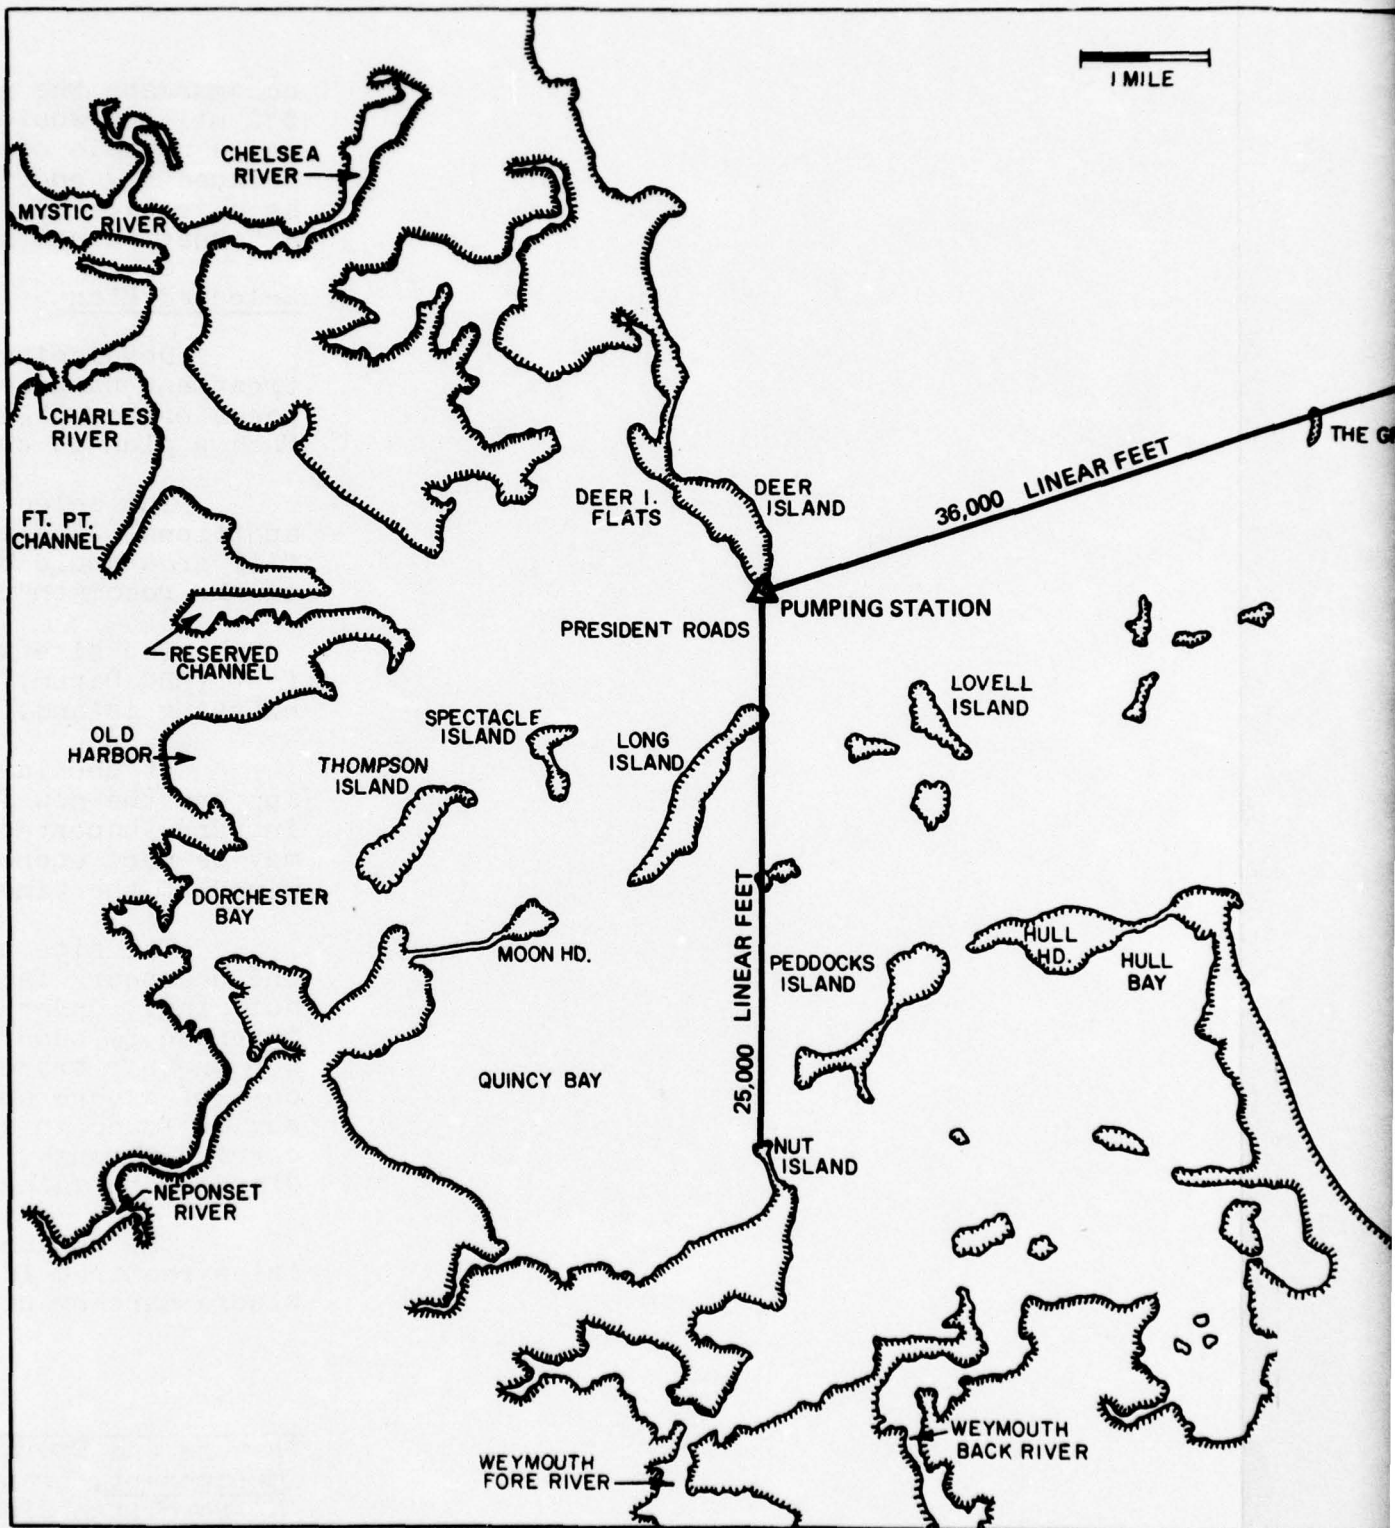 1 MILE
CHELSEA
RIVER
MYSTIC
RIVER
CHARLES
RIVER
THE
36,000 LINEAR FEET
DEER I.
FLATS
DEER
ISLAND
FT. PT.
CHANNEL
PUMPING STATION
PRESIDENT ROADS
RESERVED
CHANNEL
LOVELL
ISLAND
SPECTACLE
ISLAND
OLD
HARBOR
LONG
ISLAND
THOMPSON
ISLAND
DORCHESTER
BAY
25,000 LINEAR FEET
MOON HD.
HULL
HD.
PEDDOCKS
ISLAND
HULL
BAY
QUINCY BAY
NUT
ISLAND
NEPONSET
RIVER
WEYMOUTH
BACK RIVER
WEYMOUTH
FORE RIVER